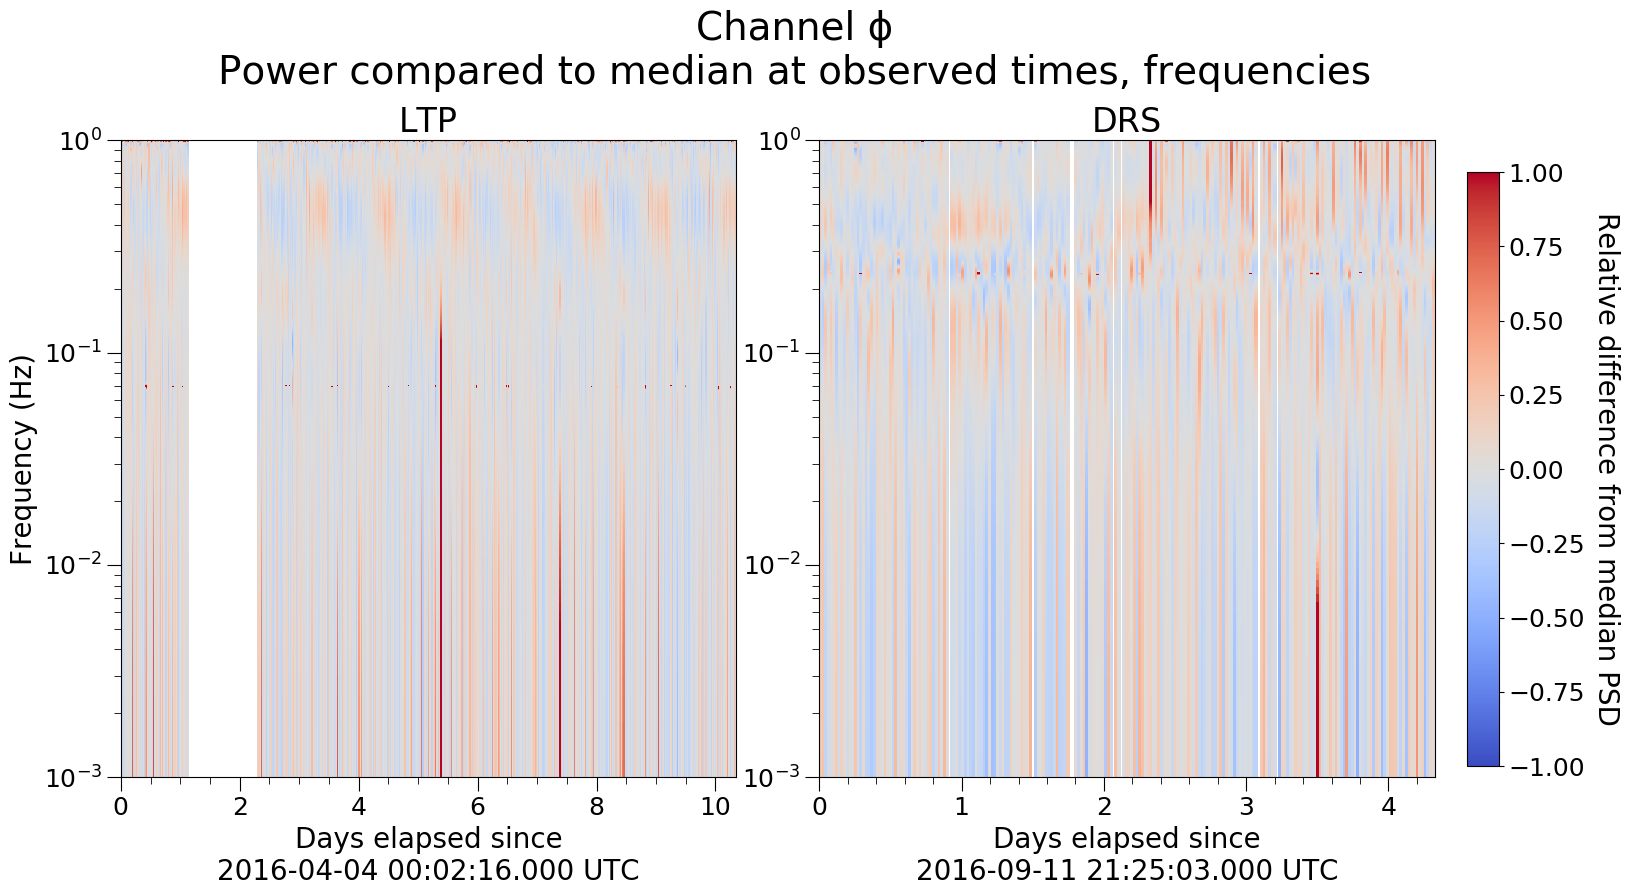 Channel ϕ
Power compared to median at observed times, frequencies
LTP
DRS
Frequency (Hz)
10⁰
10⁻¹
10⁻²
10⁻³
0 2 4 6 8 10
Days elapsed since
2016-04-04 00:02:16.000 UTC
10⁰
10⁻¹
10⁻²
10⁻³
0 1 2 3 4
Days elapsed since
2016-09-11 21:25:03.000 UTC
1.00
0.75
0.50
0.25
0.00
−0.25
−0.50
−0.75
−1.00
Relative difference from median PSD